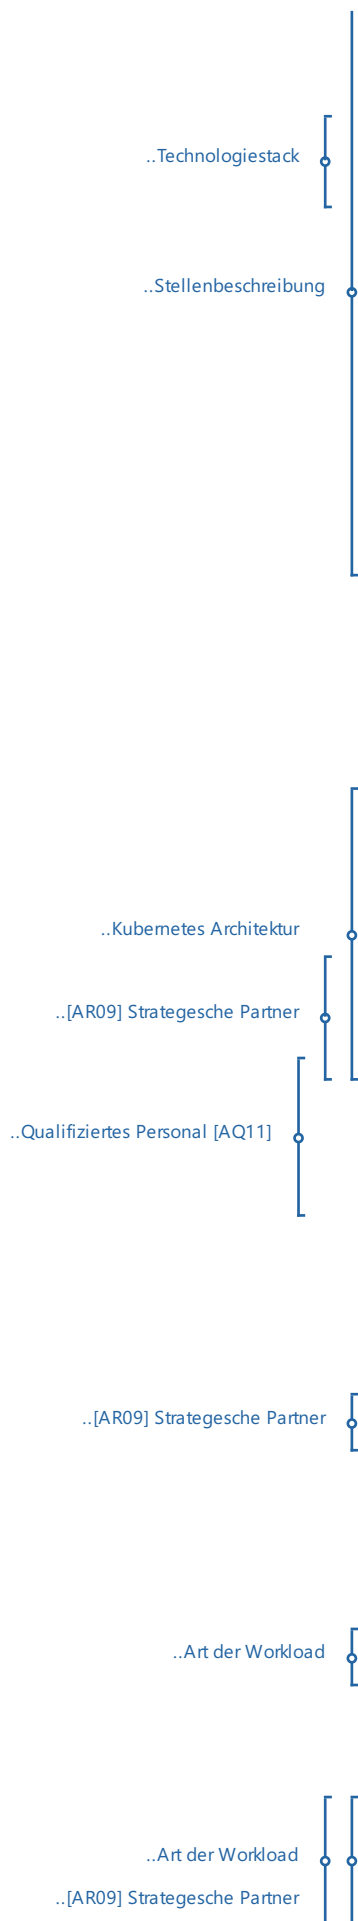 ..Technologiestack
..Stellenbeschreibung
..Kubernetes Architektur
..[AR09] Strategesche Partner
..Qualifiziertes Personal [AQ11]
..[AR09] Strategesche Partner
..Art der Workload
..Art der Workload
..[AR09] Strategesche Partner